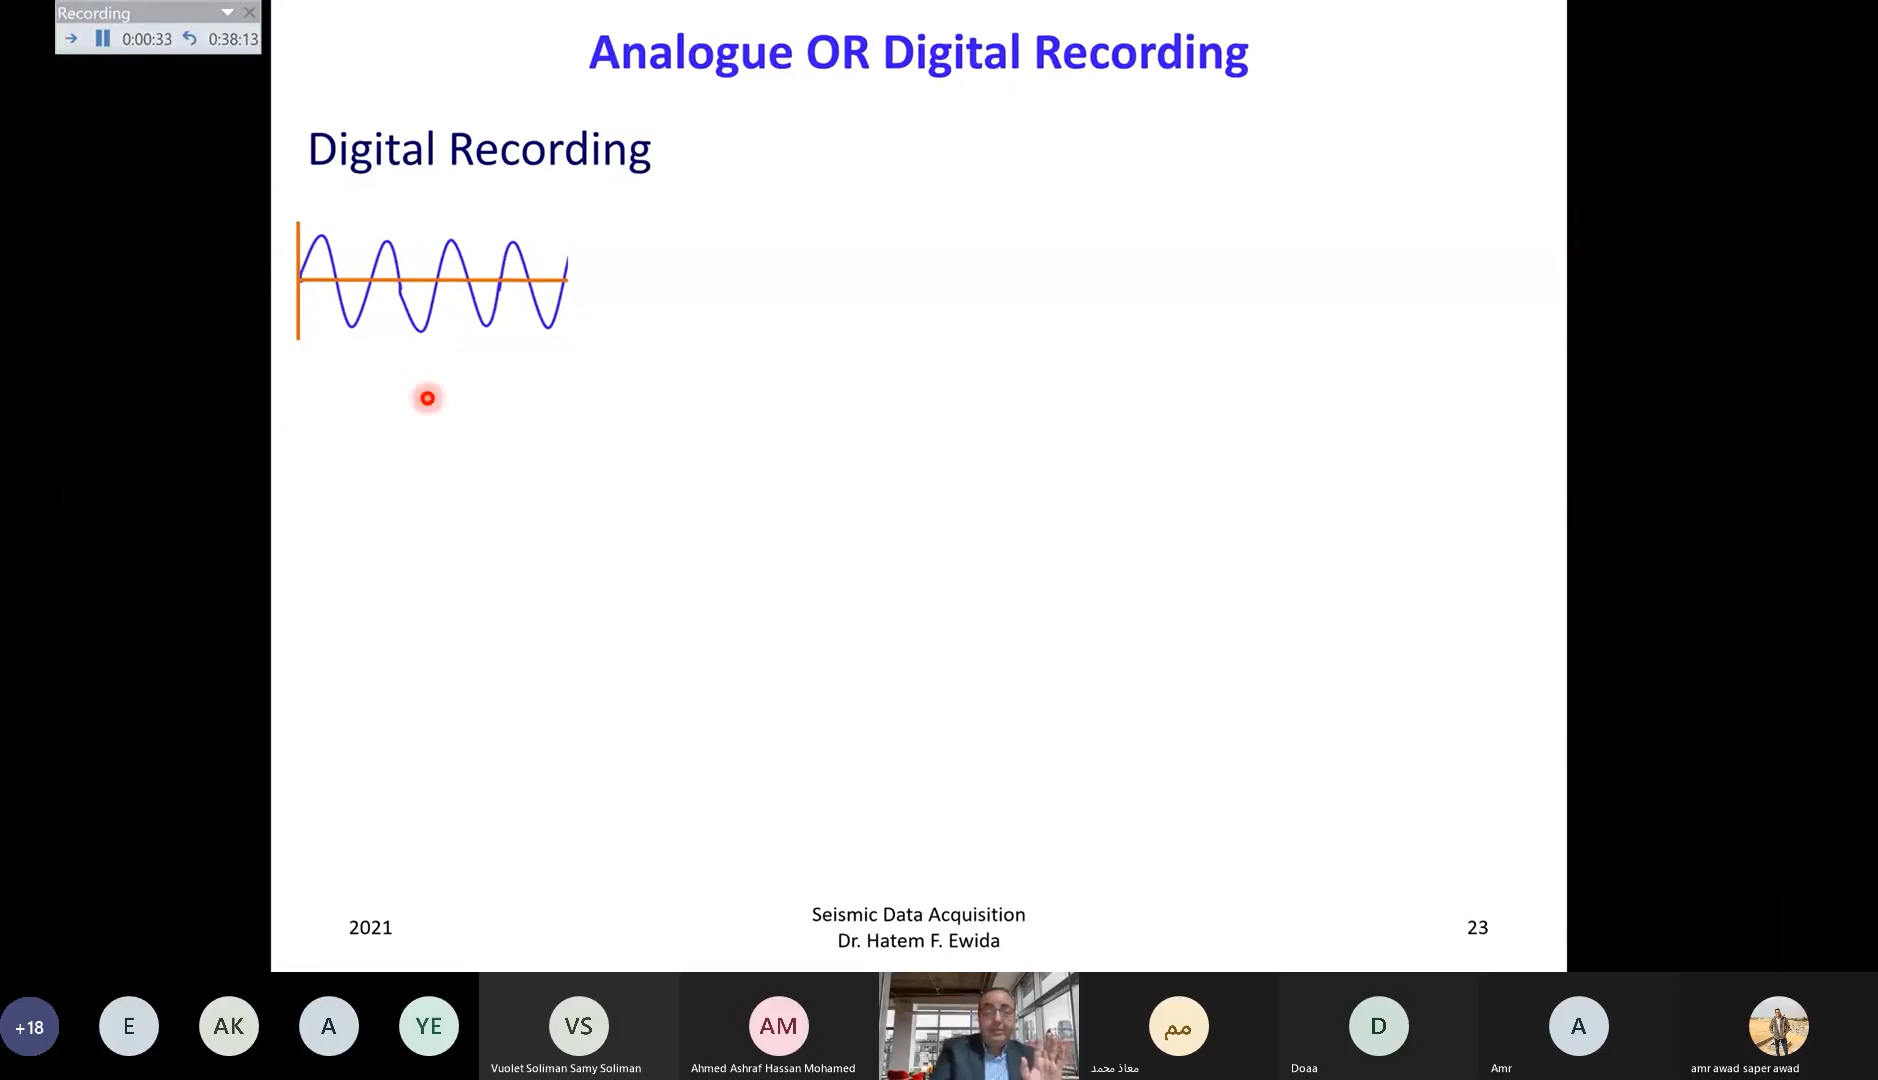 Recording
0:00:33 0:38:13
Analogue OR Digital Recording
Digital Recording
2021
Seismic Data Acquisition
Dr. Hatem F. Ewida
23
+18
E
AK
A
YE
VS
AM
مم
D
A
Vuolet Soliman Samy Soliman
Ahmed Ashraf Hassan Mohamed
معاذ محمد
Doaa
Amr
amr awad saper awad